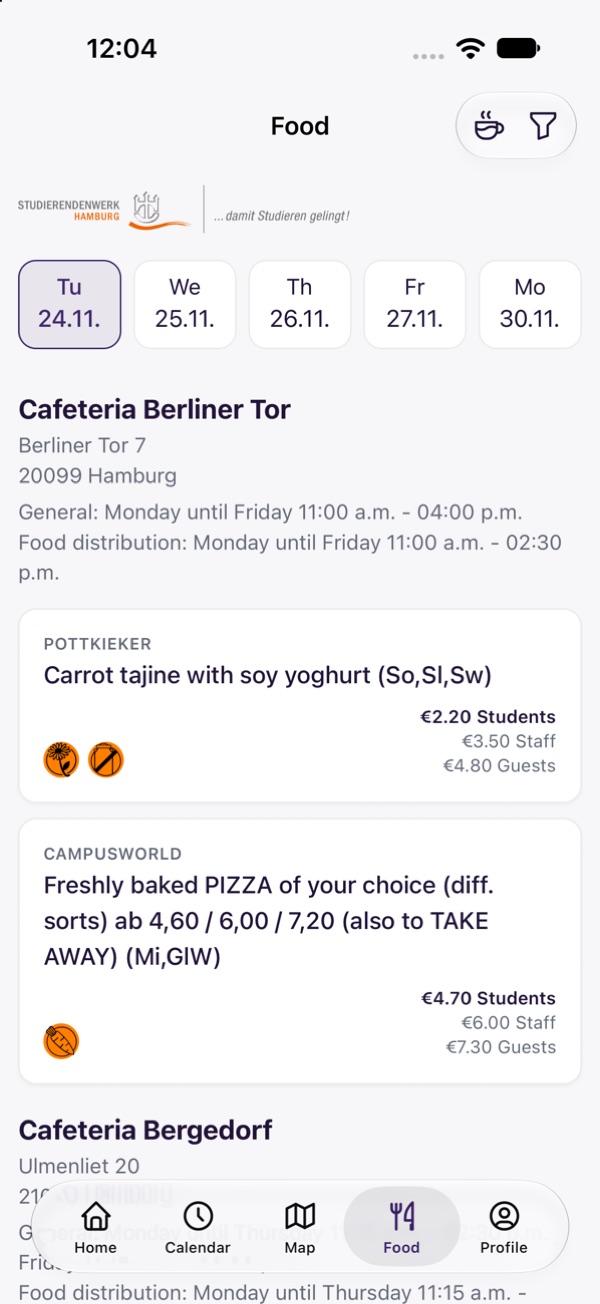 12:04
Food
STUDIERENDENWERK
HAMBURG
... damit Studieren gelingt!
Tu
24.11.
We
25.11.
Th
26.11.
Fr
27.11.
Mo
30.11.
Cafeteria Berliner Tor
Berliner Tor 7
20099 Hamburg
General: Monday until Friday 11:00 a.m. - 04:00 p.m.
Food distribution: Monday until Friday 11:00 a.m. - 02:30
p.m.
POTTKIEKER
Carrot tajine with soy yoghurt (So,Sl,Sw)
€2.20 Students
€3.50 Staff
€4.80 Guests
CAMPUSWORLD
Freshly baked PIZZA of your choice (diff.
sorts) ab 4,60 / 6,00 / 7,20 (also to TAKE
AWAY) (Mi,GlW)
€4.70 Students
€6.00 Staff
€7.30 Guests
Cafeteria Bergedorf
Ulmenliet 20
General: Monday until Thursday
Home
Calendar
Map
Food
Profile
Food distribution: Monday until Thursday 11:15 a.m. -